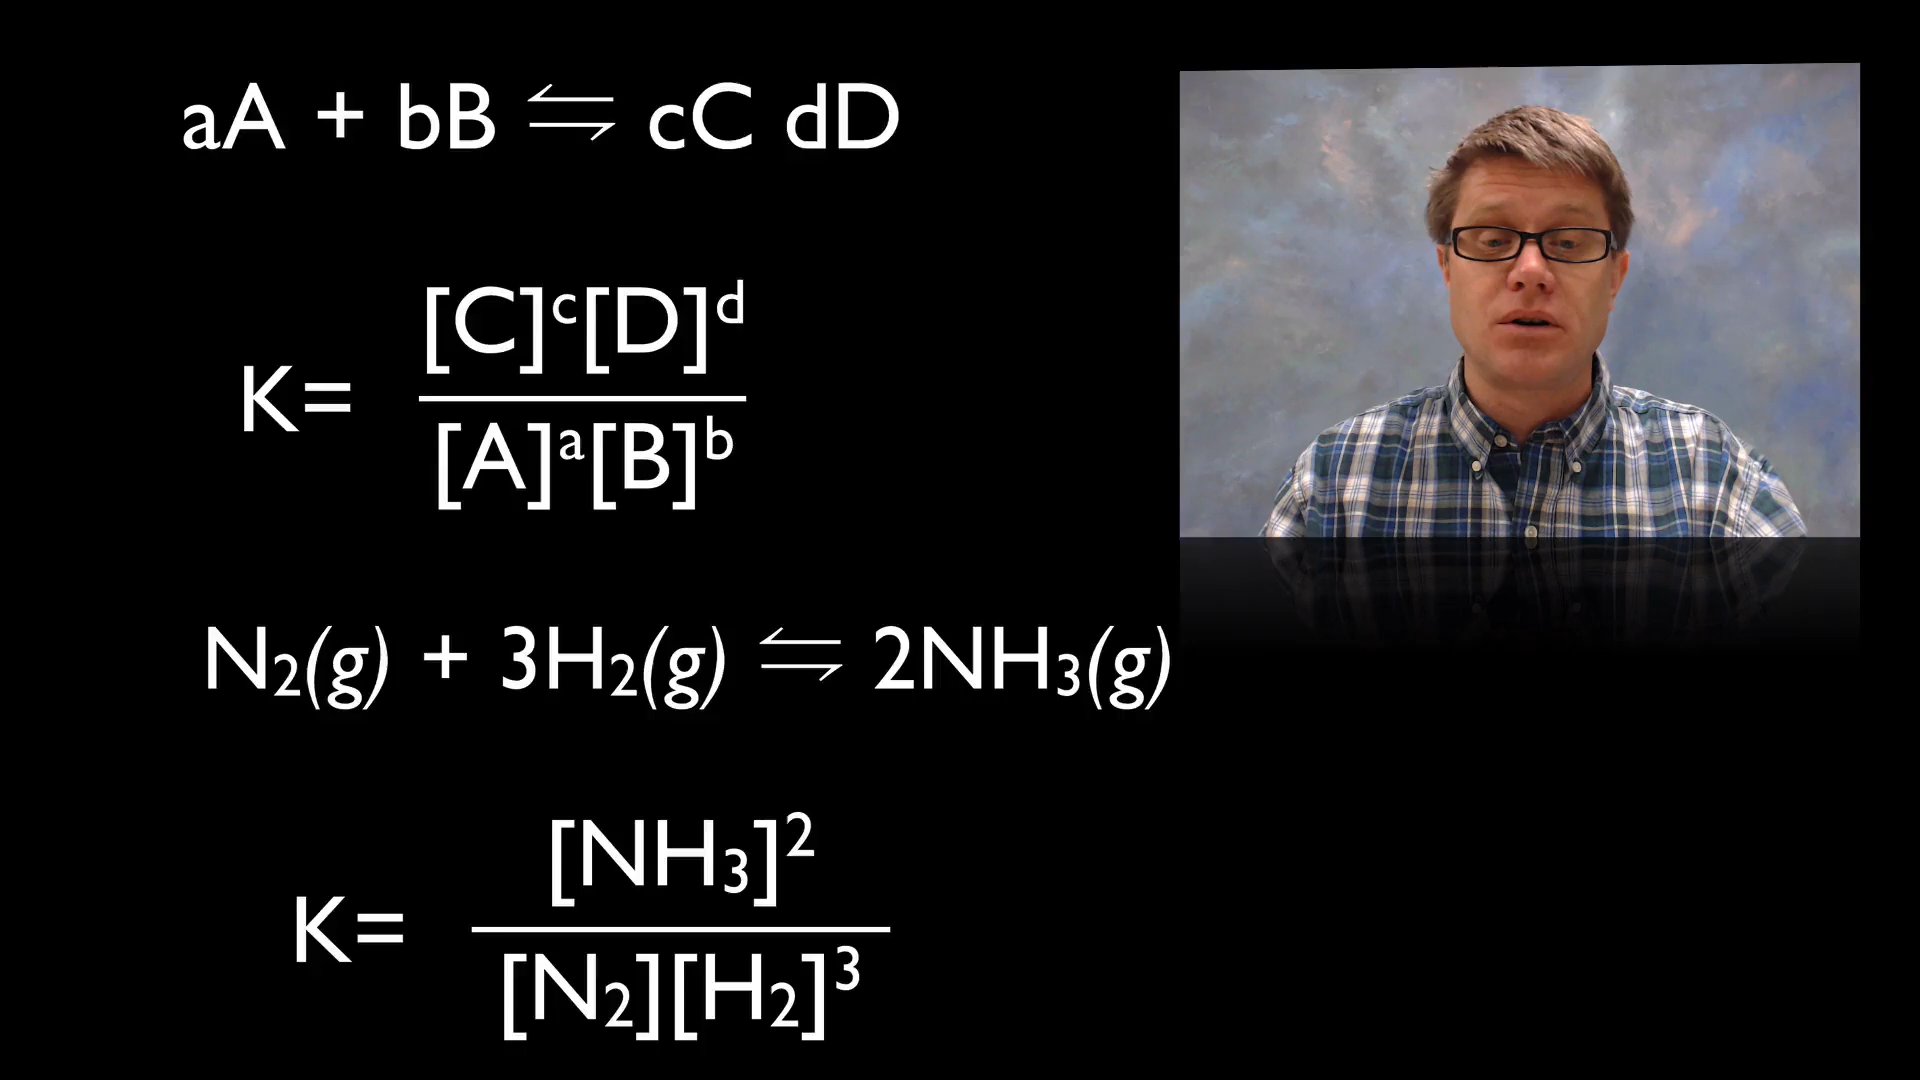 aA + bB ⇋ cC dD
[C]ᶜ[D]ᵈ
K=
[A]ᵃ[B]ᵇ
N₂(g) + 3H₂(g) ⇋ 2NH₃(g)
[NH₃]²
K=
[N₂][H₂]³